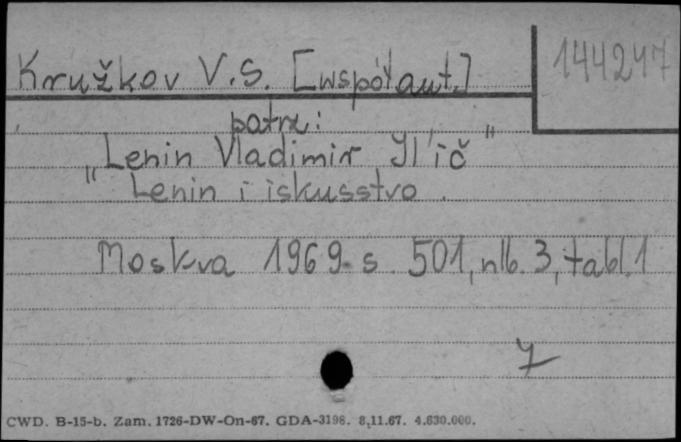 Kružkov V.S. [współaut.]
144247
patrz:
„Lenin Vladimir Il'ič"
„Lenin i iskusstvo.
Moskva 1969. s. 501, nlb. 3, tabl. 1
CWD. B-15-b. Zam. 1726-DW-On-67. GDA-3198. 8.11.67. 4.630.000.